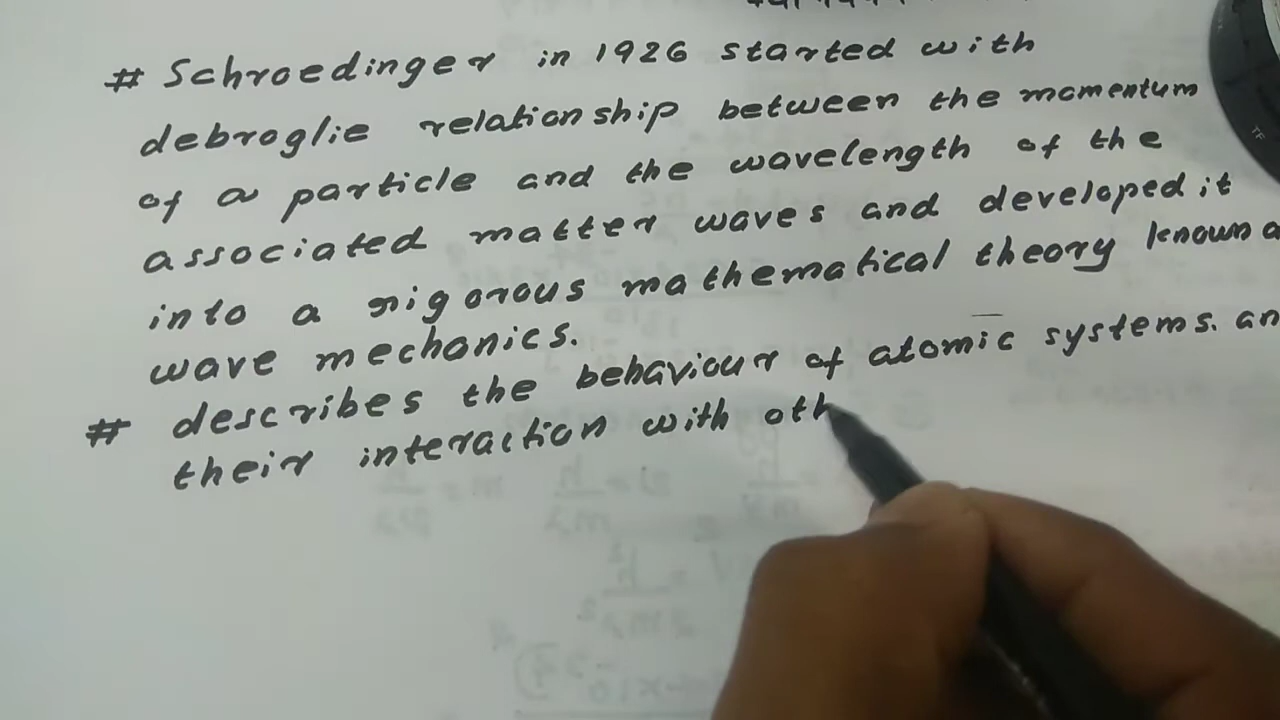 # Schroedinger in 1926 started with
debroglie relationship between the momentum
of a particle and the wavelength of the
associated matter waves and developed it
into a rigorous mathematical theory known a
wave mechanics.
# describes the behaviour of atomic systems. an
their interaction with oth